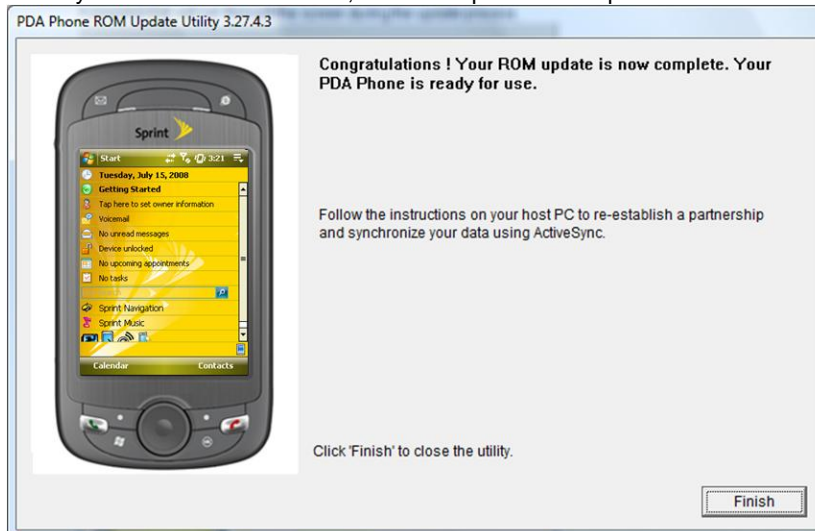 PDA Phone ROM Update Utility 3.27.4.3
Congratulations ! Your ROM update is now complete. Your
PDA Phone is ready for use.
Sprint
Start 3:21
Tuesday, July 15, 2008
Getting Started
Tap here to set owner information
Voicemail
No unread messages
Device unlocked
No upcoming appointments
No tasks
Sprint Navigation
Sprint Music
Calendar Contacts
Follow the instructions on your host PC to re-establish a partnership
and synchronize your data using ActiveSync.
Click 'Finish' to close the utility.
Finish